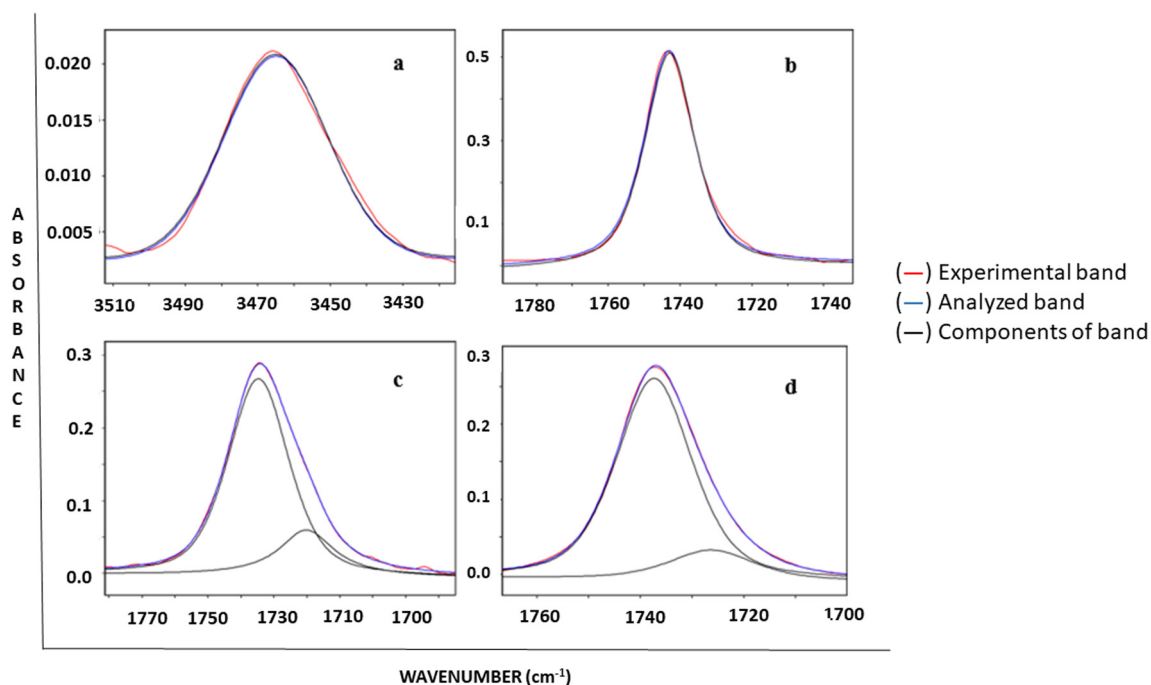 ABSORBANCE
a
0.020
0.015
0.010
0.005
3510 3490 3470 3450 3430
b
0.5
0.3
0.1
1780 1760 1740 1720 1740
(—) Experimental band
(—) Analyzed band
(—) Components of band
c
0.3
0.2
0.1
0.0
1770 1750 1730 1710 1700
d
0.3
0.2
0.1
0.0
1760 1740 1720 1700
WAVENUMBER (cm⁻¹)